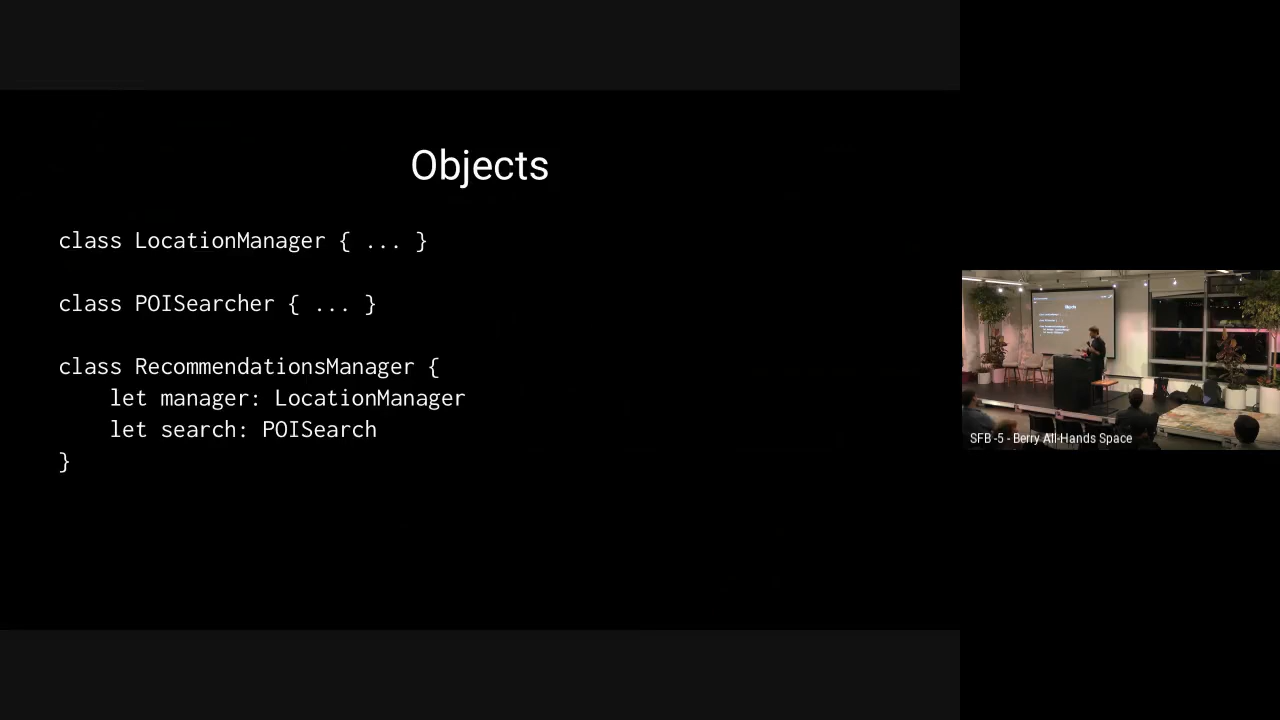 Objects
class LocationManager { ... }
class POISearcher { ... }
class RecommendationsManager {
let manager: LocationManager
let search: POISearch
}
SFB -5 - Berry All-Hands Space